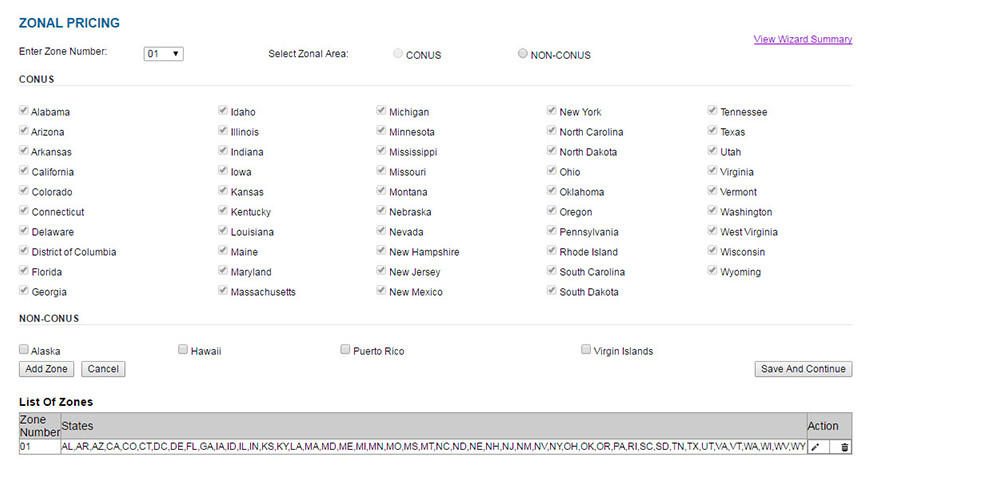 ZONAL PRICING
View Wizard Summary
Enter Zone Number: 01 Select Zonal Area: CONUS NON-CONUS
CONUS
Alabama Idaho Michigan New York Tennessee
Arizona Illinois Minnesota North Carolina Texas
Arkansas Indiana Mississippi North Dakota Utah
California Iowa Missouri Ohio Virginia
Colorado Kansas Montana Oklahoma Vermont
Connecticut Kentucky Nebraska Oregon Washington
Delaware Louisiana Nevada Pennsylvania West Virginia
District of Columbia Maine New Hampshire Rhode Island Wisconsin
Florida Maryland New Jersey South Carolina Wyoming
Georgia Massachusetts New Mexico South Dakota
NON-CONUS
Alaska Hawaii Puerto Rico Virgin Islands
Add Zone Cancel Save And Continue
List Of Zones
Zone Number States Action
01 AL,AR,AZ,CA,CO,CT,DC,DE,FL,GA,IA,ID,IL,IN,KS,KY,LA,MA,MD,ME,MI,MN,MO,MS,MT,NC,ND,NE,NH,NJ,NM,NV,NY,OH,OK,OR,PA,RI,SC,SD,TN,TX,UT,VA,VT,WA,WI,WV,WY